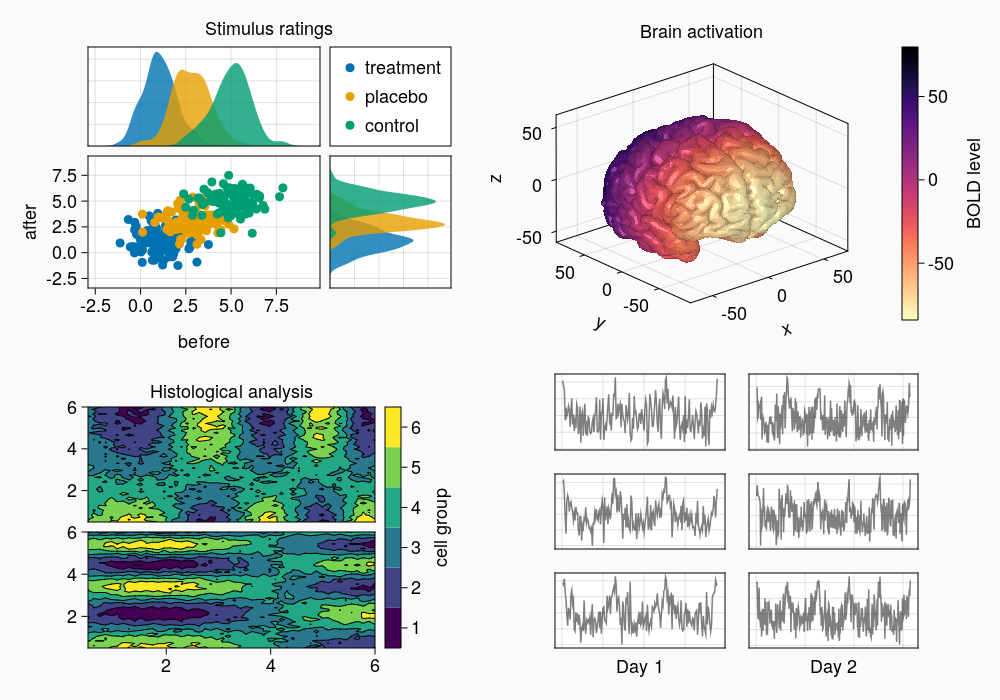 Stimulus ratings
treatment
placebo
control
after
7.5
5.0
2.5
0.0
-2.5
-2.5 0.0 2.5 5.0 7.5
before
Brain activation
z
50
0
-50
50
0
-50
y
-50
0
50
x
50
0
-50
BOLD level
Histological analysis
6
4
2
6
4
2
2 4 6
6
5
4
3
2
1
cell group
Day 1
Day 2